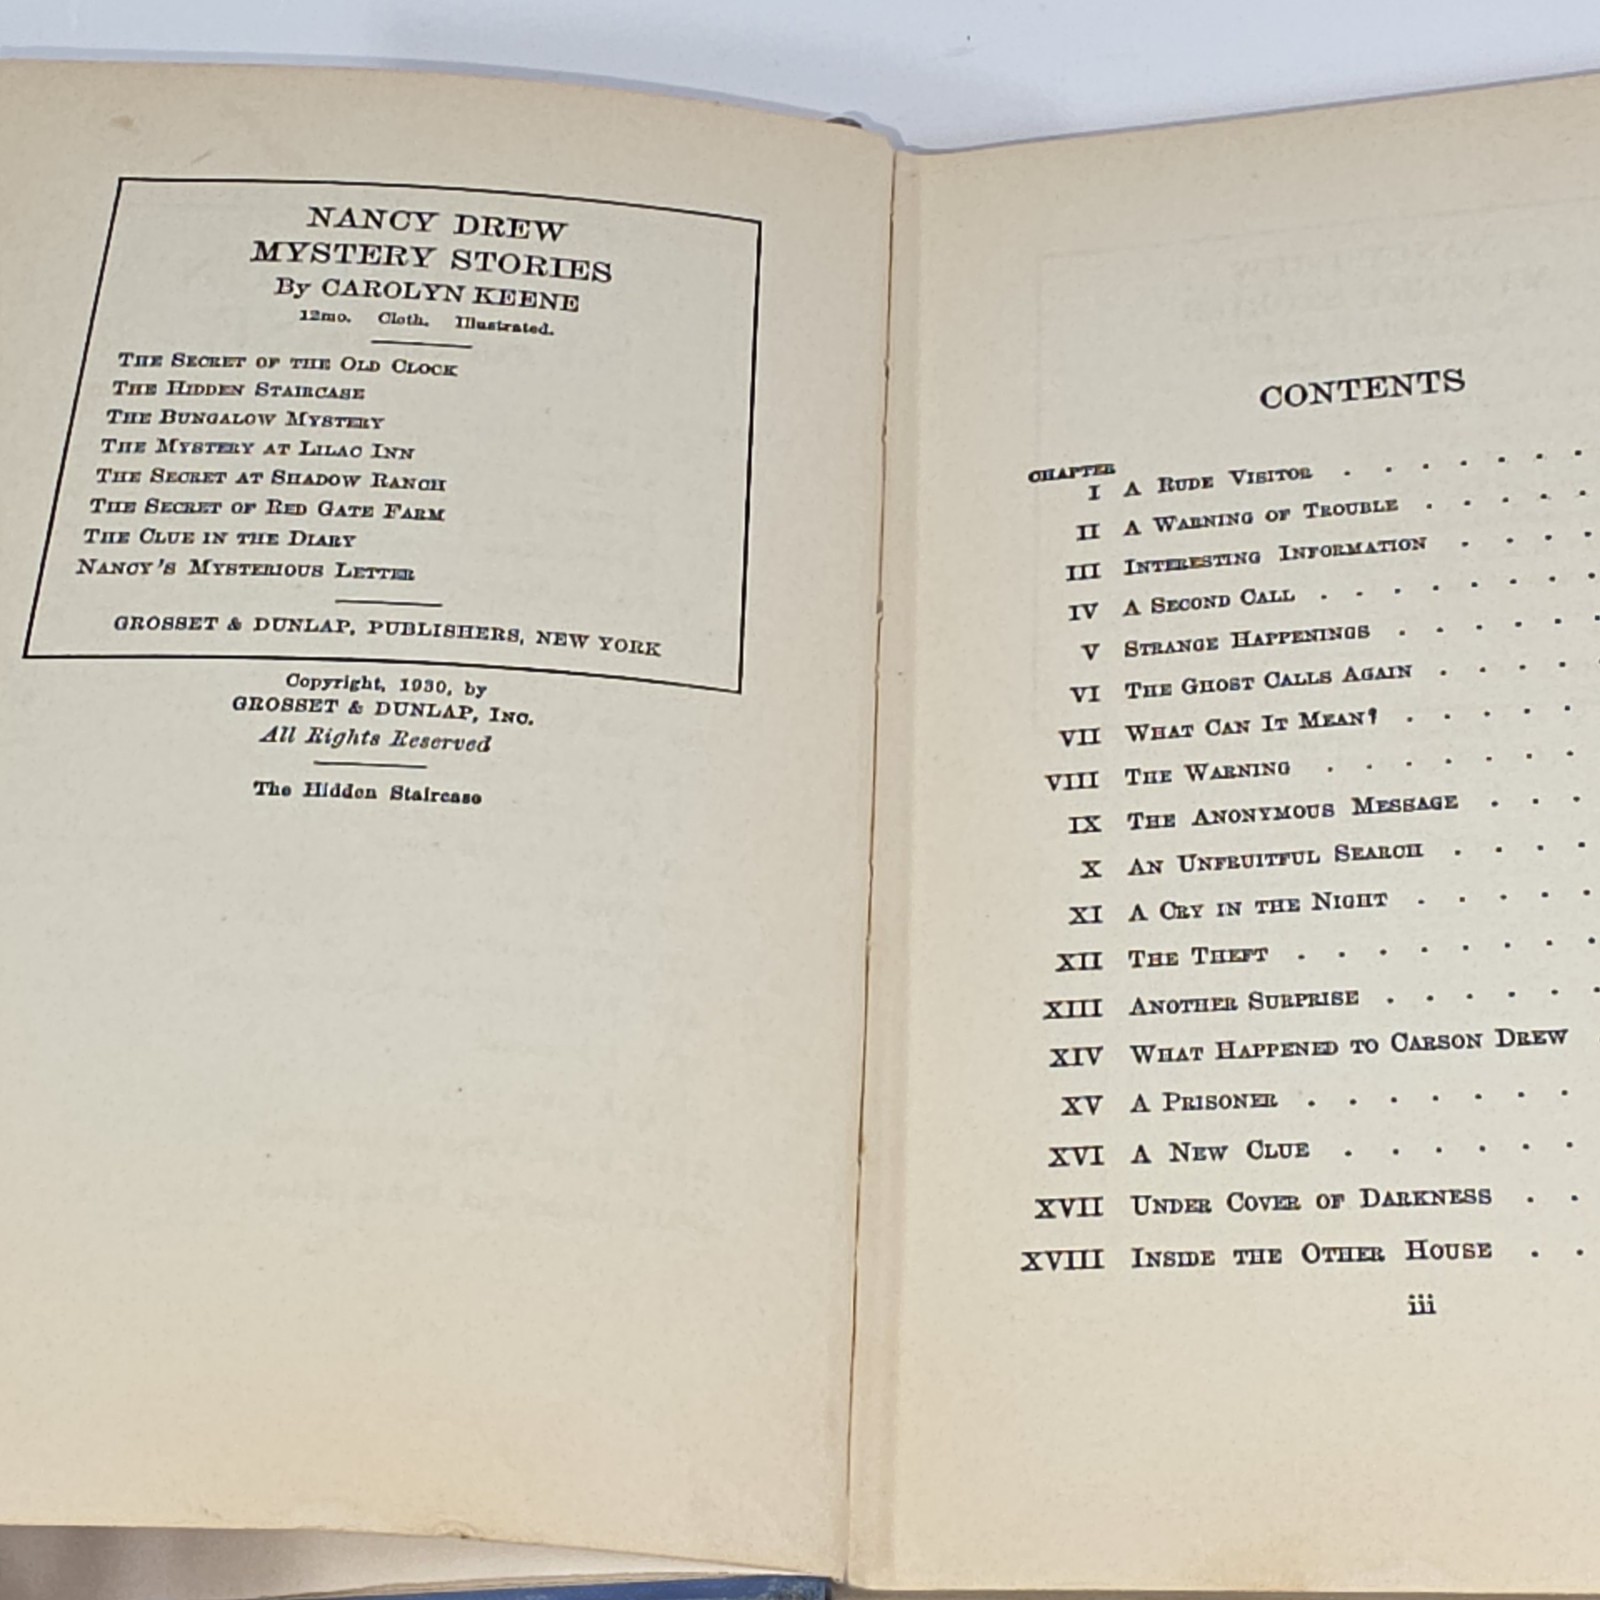 NANCY DREW
MYSTERY STORIES
By CAROLYN KEENE
12mo. Cloth. Illustrated.
THE SECRET OF THE OLD CLOCK
THE HIDDEN STAIRCASE
THE BUNGALOW MYSTERY
THE MYSTERY AT LILAC INN
THE SECRET AT SHADOW RANCH
THE SECRET OF RED GATE FARM
THE CLUE IN THE DIARY
NANCY'S MYSTERIOUS LETTER
GROSSET & DUNLAP, PUBLISHERS, NEW YORK
Copyright, 1930, by
GROSSET & DUNLAP, INC.
All Rights Reserved
The Hidden Staircase
CONTENTS
CHAPTER
I A RUDE VISITOR . . . . . . .
II A WARNING OF TROUBLE . . . . .
III INTERESTING INFORMATION . . . .
IV A SECOND CALL . . . . . . . .
V STRANGE HAPPENINGS . . . . . .
VI THE GHOST CALLS AGAIN . . . .
VII WHAT CAN IT MEAN? . . . . .
VIII THE WARNING . . . . . . .
IX THE ANONYMOUS MESSAGE . . .
X AN UNFRUITFUL SEARCH . . . .
XI A CRY IN THE NIGHT . . . . .
XII THE THEFT . . . . . . . .
XIII ANOTHER SURPRISE . . . . . .
XIV WHAT HAPPENED TO CARSON DREW
XV A PRISONER . . . . . . .
XVI A NEW CLUE . . . . . .
XVII UNDER COVER OF DARKNESS . .
XVIII INSIDE THE OTHER HOUSE . .
iii